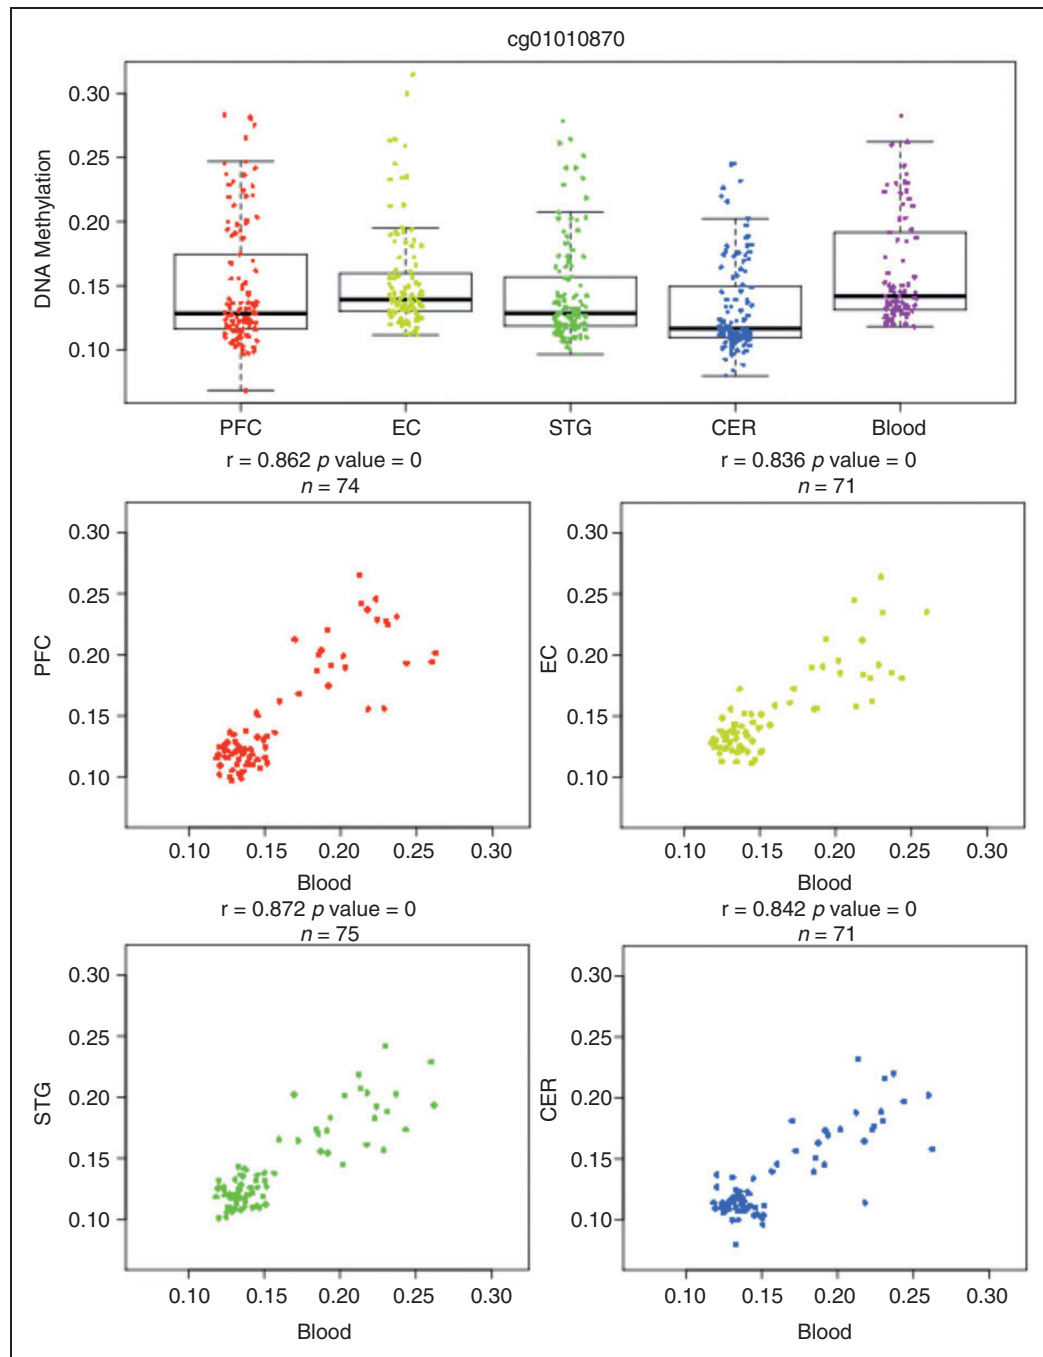 cg01010870
DNA Methylation
0.30
0.25
0.20
0.15
0.10
PFC EC STG CER Blood
r = 0.862 p value = 0
n = 74
PFC
0.30
0.25
0.20
0.15
0.10
0.10 0.15 0.20 0.25 0.30
Blood
r = 0.836 p value = 0
n = 71
EC
0.30
0.25
0.20
0.15
0.10
0.10 0.15 0.20 0.25 0.30
Blood
r = 0.872 p value = 0
n = 75
STG
0.30
0.25
0.20
0.15
0.10
0.10 0.15 0.20 0.25 0.30
Blood
r = 0.842 p value = 0
n = 71
CER
0.30
0.25
0.20
0.15
0.10
0.10 0.15 0.20 0.25 0.30
Blood